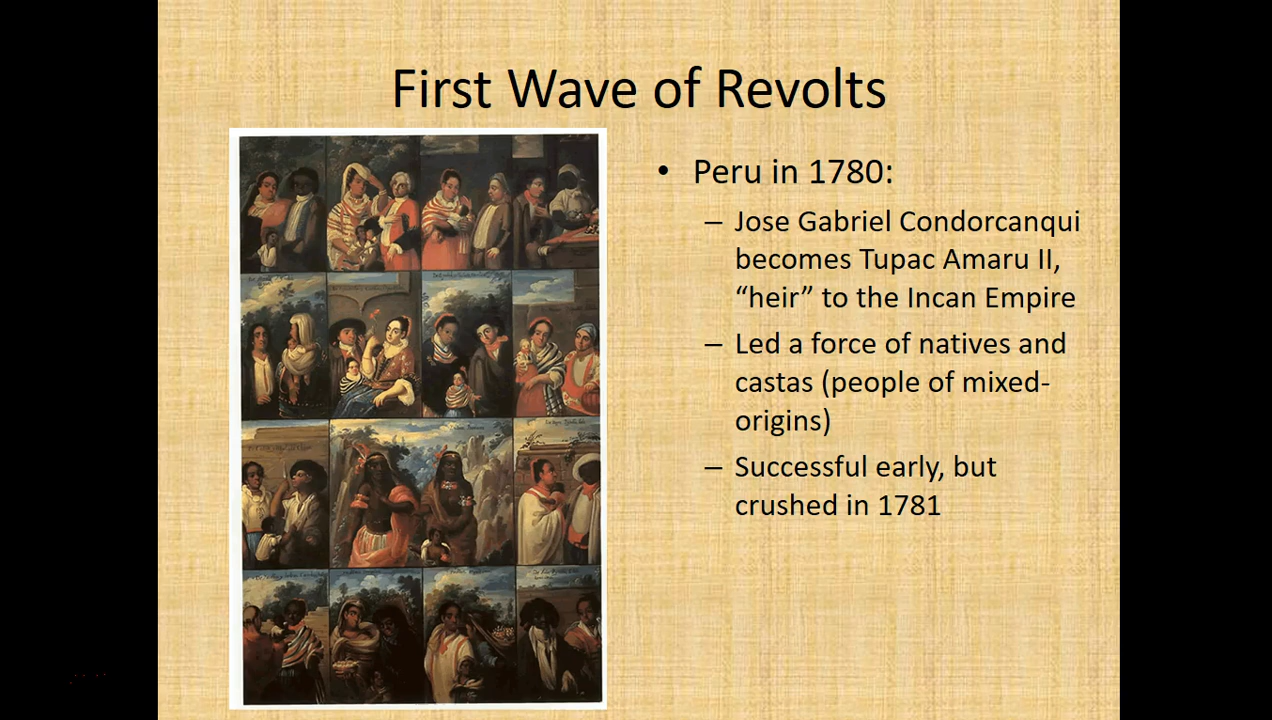 First Wave of Revolts
• Peru in 1780:
– Jose Gabriel Condorcanqui
becomes Tupac Amaru II,
“heir” to the Incan Empire
– Led a force of natives and
castas (people of mixed-
origins)
– Successful early, but
crushed in 1781